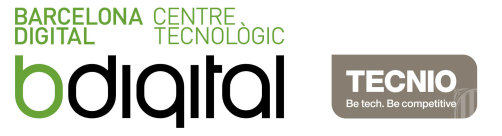 BARCELONA CENTRE
DIGITAL TECNOLÒGIC
bdigital
TECNIO
Be tech. Be competitive